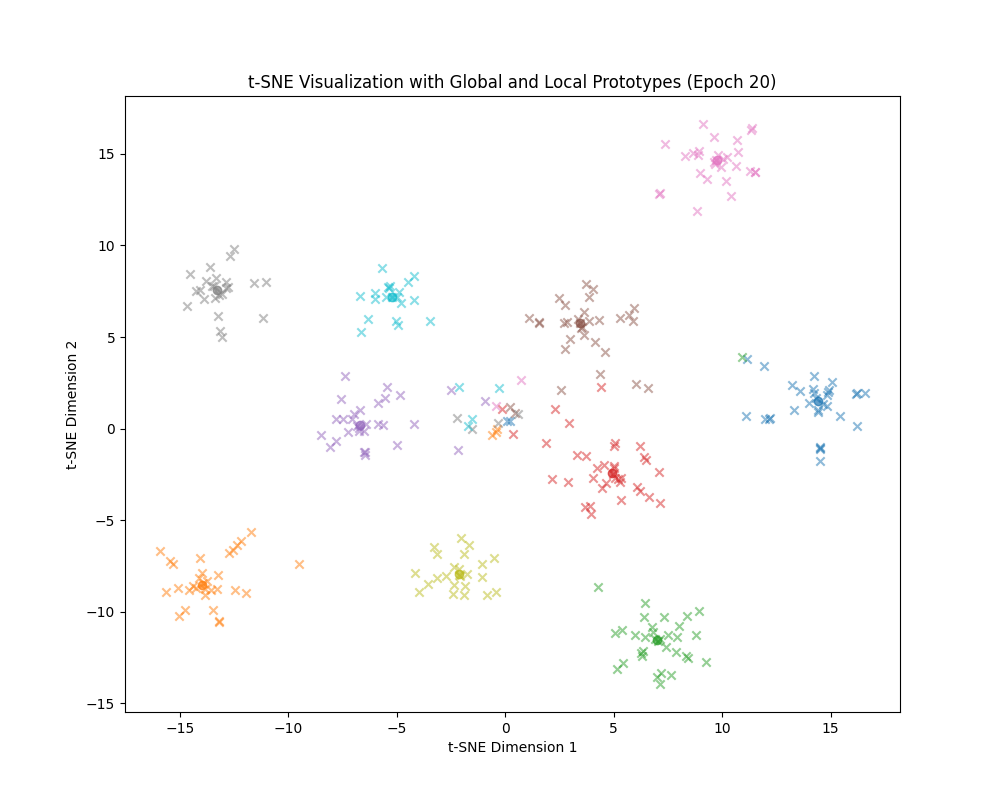 t-SNE Visualization with Global and Local Prototypes (Epoch 20)
15
10
5
0
−5
−10
−15
t-SNE Dimension 2
−15 −10 −5 0 5 10 15
t-SNE Dimension 1